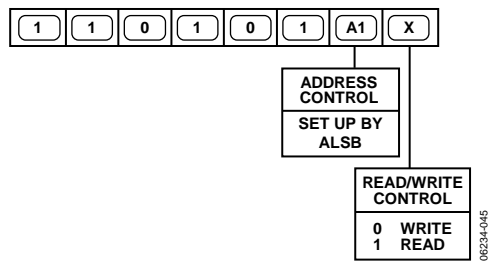 1 1 0 1 0 1 A1 X
ADDRESS
CONTROL
SET UP BY
ALSB
READ/WRITE
CONTROL
0 WRITE
1 READ
06234-045